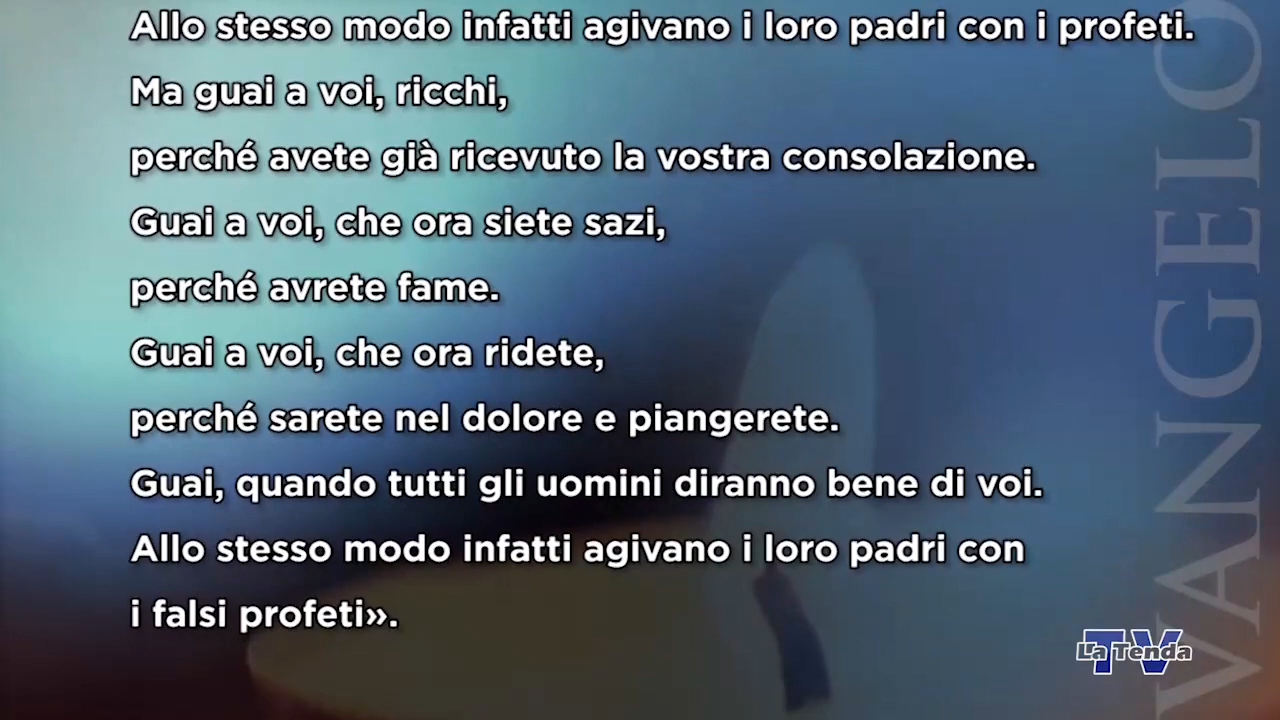 Allo stesso modo infatti agivano i loro padri con i profeti.
Ma guai a voi, ricchi,
perché avete già ricevuto la vostra consolazione.
Guai a voi, che ora siete sazi,
perché avrete fame.
Guai a voi, che ora ridete,
perché sarete nel dolore e piangerete.
Guai, quando tutti gli uomini diranno bene di voi.
Allo stesso modo infatti agivano i loro padri con
i falsi profeti».
VANGELO
TV
La Tenda